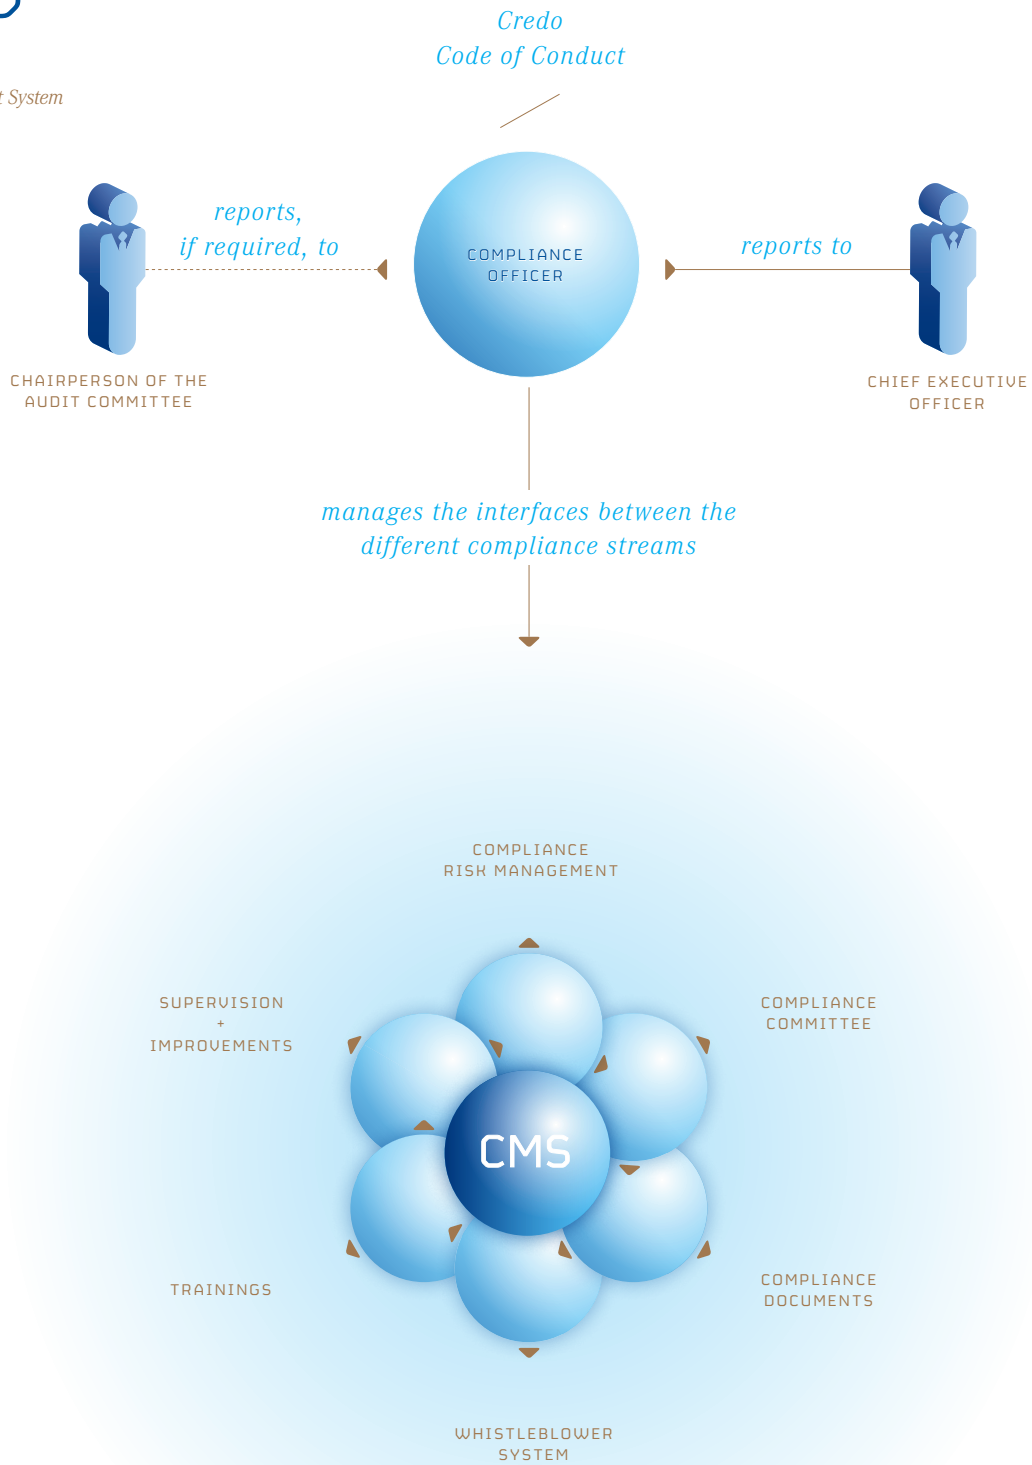 Credo
Code of Conduct
t System
reports,
if required, to
COMPLIANCE
OFFICER
reports to
CHAIRPERSON OF THE
AUDIT COMMITTEE
CHIEF EXECUTIVE
OFFICER
manages the interfaces between the
different compliance streams
COMPLIANCE
RISK MANAGEMENT
SUPERVISION
+
IMPROVEMENTS
COMPLIANCE
COMMITTEE
CMS
TRAININGS
COMPLIANCE
DOCUMENTS
WHISTLEBLOWER
SYSTEM